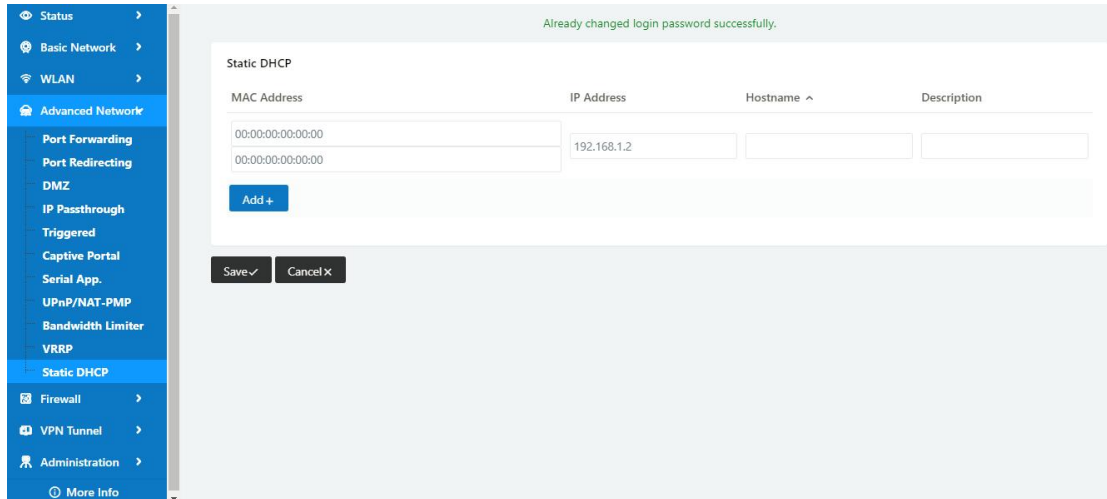 Status
Basic Network
WLAN
Advanced Network
Port Forwarding
Port Redirecting
DMZ
IP Passthrough
Triggered
Captive Portal
Serial App.
UPnP/NAT-PMP
Bandwidth Limiter
VRRP
Static DHCP
Firewall
VPN Tunnel
Administration
More Info
Already changed login password successfully.
Static DHCP
MAC Address IP Address Hostname Description
00:00:00:00:00:00
192.168.1.2
00:00:00:00:00:00
Add +
Save Cancel